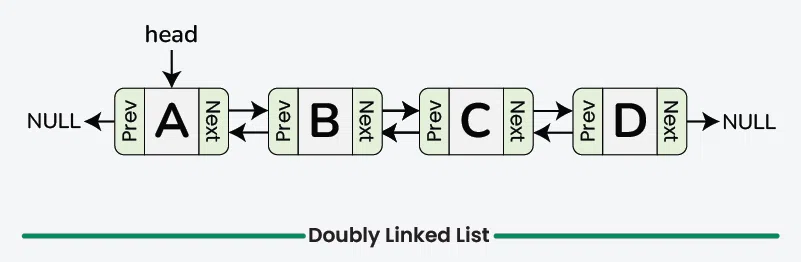 head
NULL Prev A Next Prev B Next Prev C Next Prev D Next NULL
Doubly Linked List